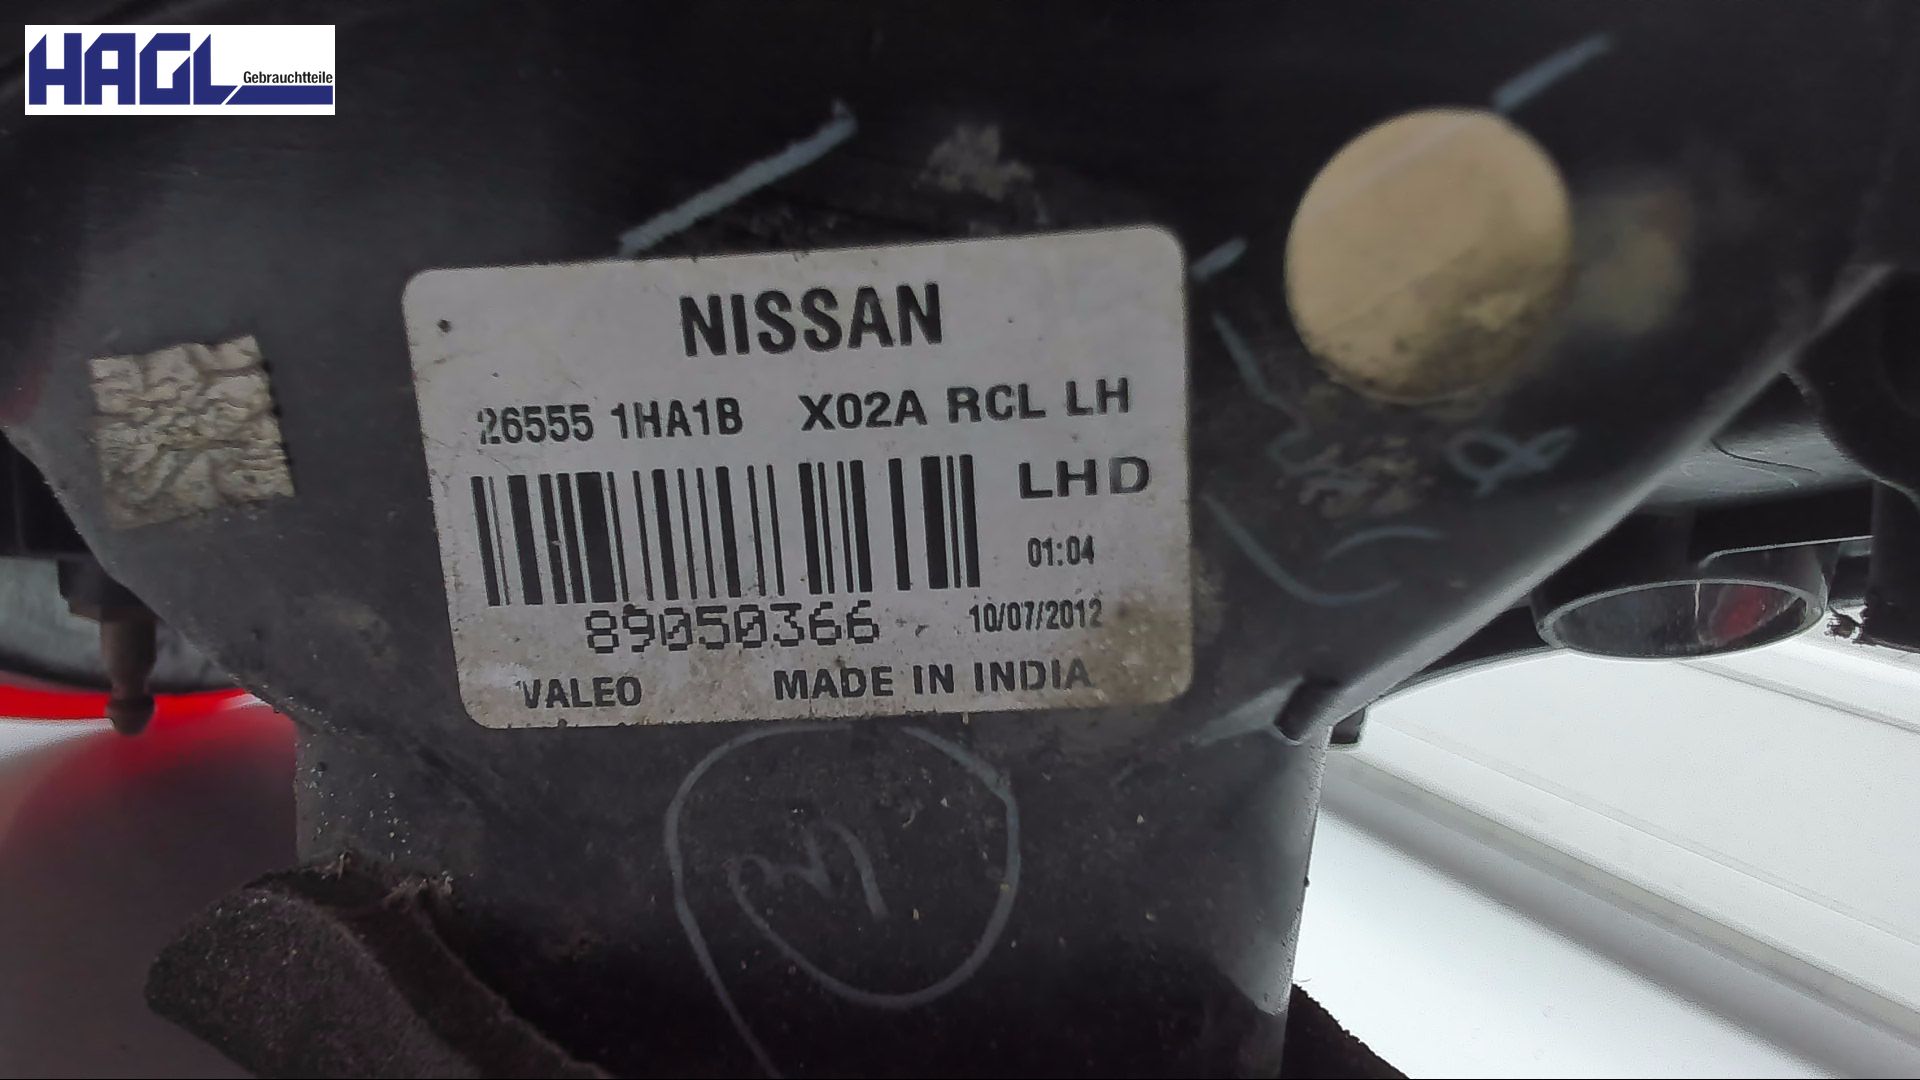 HAGL Gebrauchtteile
NISSAN
26555 1HA1B X02A RCL LH
LHD
01:04
89050366 10/07/2012
VALEO MADE IN INDIA